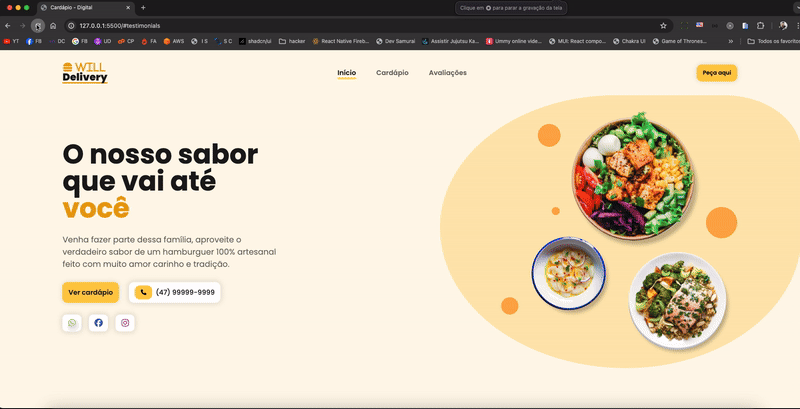 Cardápio - Digital
Clique em para parar a gravação da tela
127.0.0.1:5500/#testimoniais
YT FB DC FB UD CP FA AWS I S S C shadcn/ui hacker React Native Fireb... Dev Samurai Assistir Jujutsu Ka... Ummy online vide... MUI: React compo... Chakra UI Game of Thrones... » Todos os favoritos
WILL
Delivery
Início Cardápio Avaliações
Peça aqui
O nosso sabor
que vai até
você
Venha fazer parte dessa família, aproveite o
verdadeiro sabor de um hamburguer 100% artesanal
feito com muito amor carinho e tradição.
Ver cardápio (47) 99999-9999